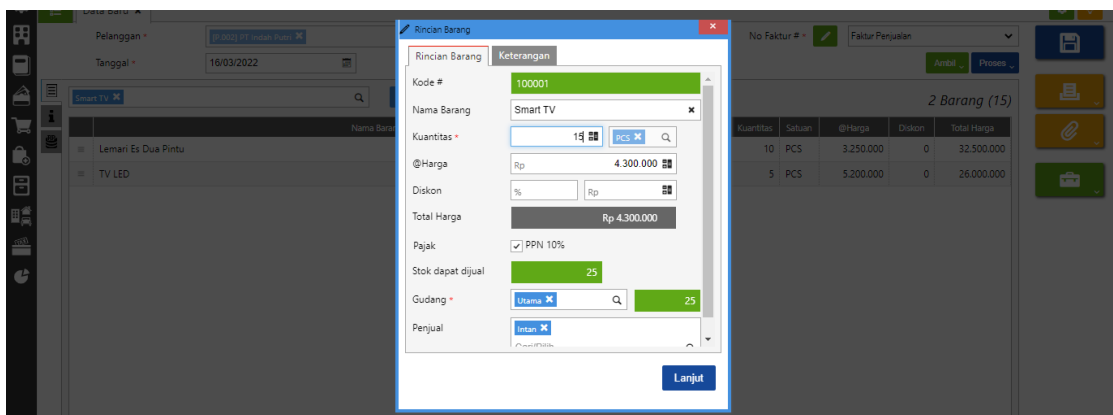 Data Baru ×
Pelanggan *
[P.002] PT Indah Putri ×
No Faktur # *
Faktur Penjualan
Tanggal *
16/03/2022
Ambil
Proses
Smart TV ×
2 Barang (15)
Nama Barang
Kuantitas
Satuan
@Harga
Diskon
Total Harga
Lemari Es Dua Pintu
10
PCS
3.250.000
0
32.500.000
TV LED
5
PCS
5.200.000
0
26.000.000
Rincian Barang
Rincian Barang
Keterangan
Kode #
100001
Nama Barang
Smart TV
Kuantitas *
15
PCS ×
@Harga
Rp
4.300.000
Diskon
%
Rp
Total Harga
Rp 4.300.000
Pajak
PPN 10%
Stok dapat dijual
25
Gudang *
Utama ×
25
Penjual
Intan ×
Cari/Pilih
Lanjut